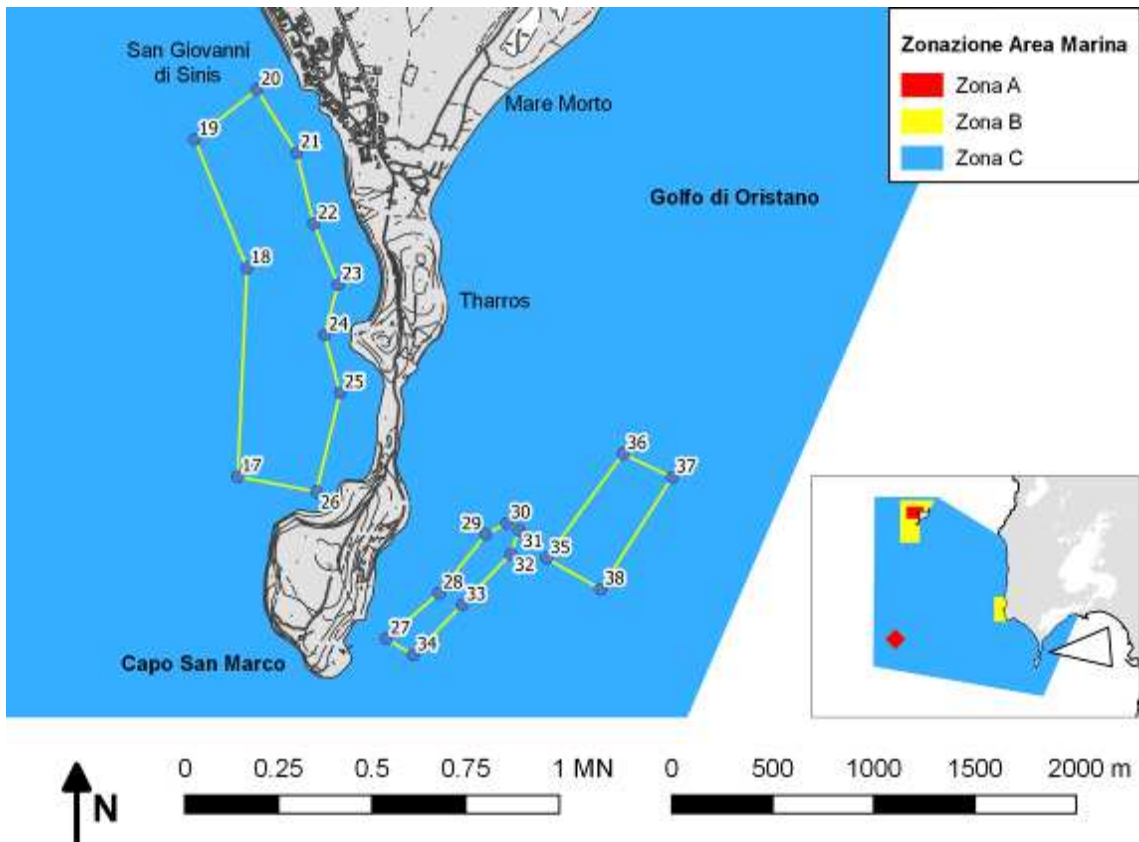 San Giovanni
di Sinis
20
19
21
22
18
23
24
25
17
26
Mare Morto
Golfo di Oristano
Tharros
36
37
30
29
31
35
32
28
38
33
27
34
Capo San Marco
Zonazione Area Marina
Zona A
Zona B
Zona C
N
0 0.25 0.5 0.75 1 MN
0 500 1000 1500 2000 m